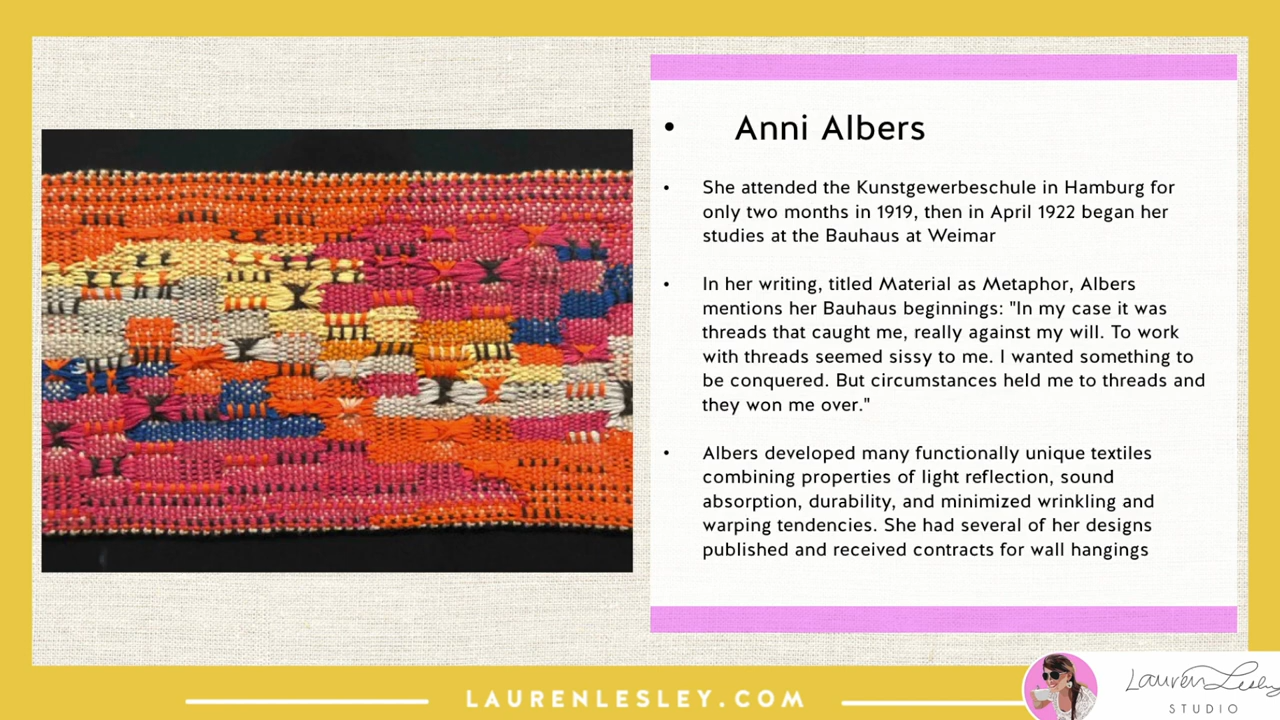 • Anni Albers
• She attended the Kunstgewerbeschule in Hamburg for
only two months in 1919, then in April 1922 began her
studies at the Bauhaus at Weimar
• In her writing, titled Material as Metaphor, Albers
mentions her Bauhaus beginnings: "In my case it was
threads that caught me, really against my will. To work
with threads seemed sissy to me. I wanted something to
be conquered. But circumstances held me to threads and
they won me over."
• Albers developed many functionally unique textiles
combining properties of light reflection, sound
absorption, durability, and minimized wrinkling and
warping tendencies. She had several of her designs
published and received contracts for wall hangings
LAURENLESLEY.COM
Lauren Lesley
STUDIO